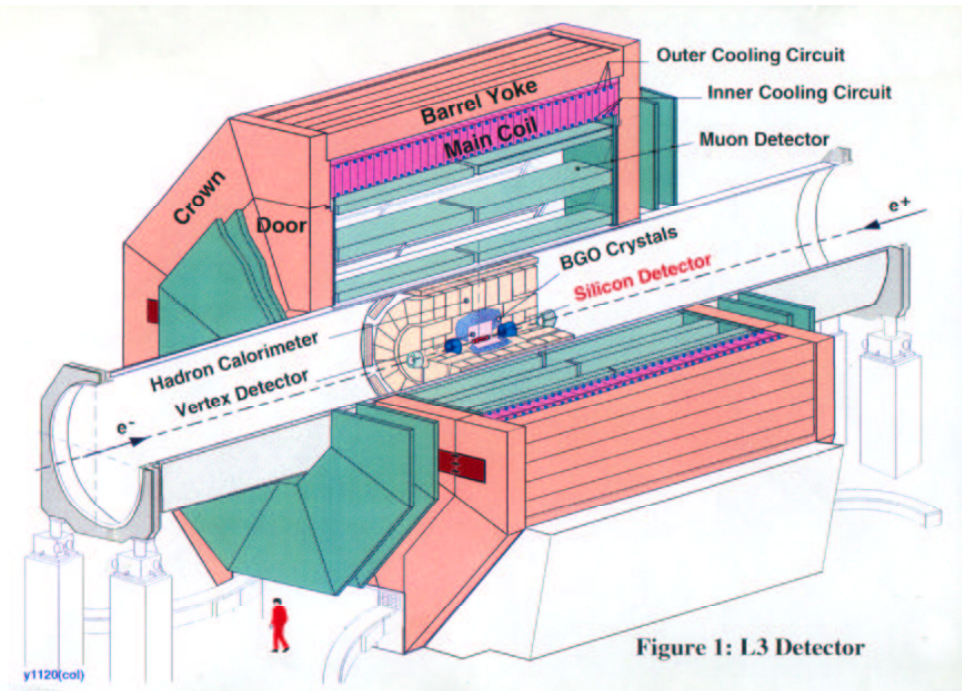 Outer Cooling Circuit
Barrel Yoke
Inner Cooling Circuit
Main Coil
Muon Detector
Crown
Door
e+
BGO Crystals
Silicon Detector
Hadron Calorimeter
Vertex Detector
e-
Figure 1: L3 Detector
y1120(col)